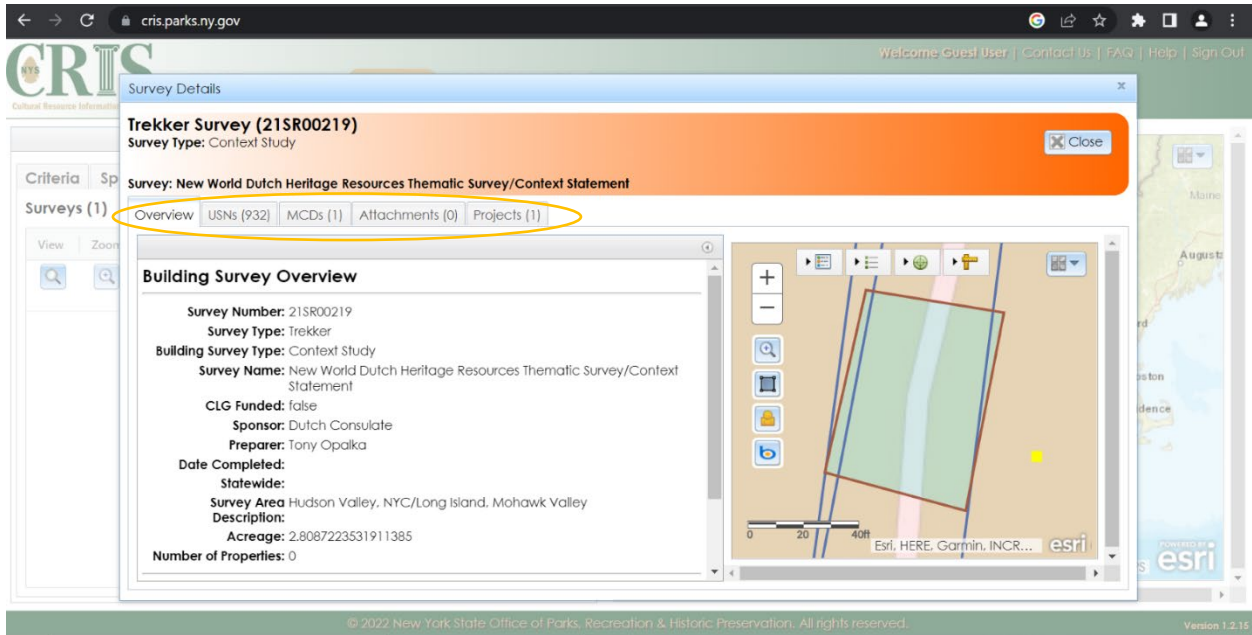 cris.parks.ny.gov
NYS
CRIS
Welcome Guest User | Contact Us | FAQ | Help | Sign Out
Survey Details
Trekker Survey (21SR00219)
Survey Type: Context Study
Close
Survey: New World Dutch Heritage Resources Thematic Survey/Context Statement
Criteria Sp
Surveys (1)
View Zoom
Overview USNs (932) MCDs (1) Attachments (0) Projects (1)
Building Survey Overview
Survey Number: 21SR00219
Survey Type: Trekker
Building Survey Type: Context Study
Survey Name: New World Dutch Heritage Resources Thematic Survey/Context
Statement
CLG Funded: false
Sponsor: Dutch Consulate
Preparer: Tony Opalka
Date Completed:
Statewide:
Survey Area Hudson Valley, NYC/Long Island, Mohawk Valley
Description:
Acreage: 2.8087223531911385
Number of Properties: 0
+
−
0 20 40ft
Esri, HERE, Garmin, INCR...
esri
Maine
Augusta
POWERED BY
esri
© 2022 New York State Office of Parks, Recreation & Historic Preservation. All rights reserved.
Version 1.2.15